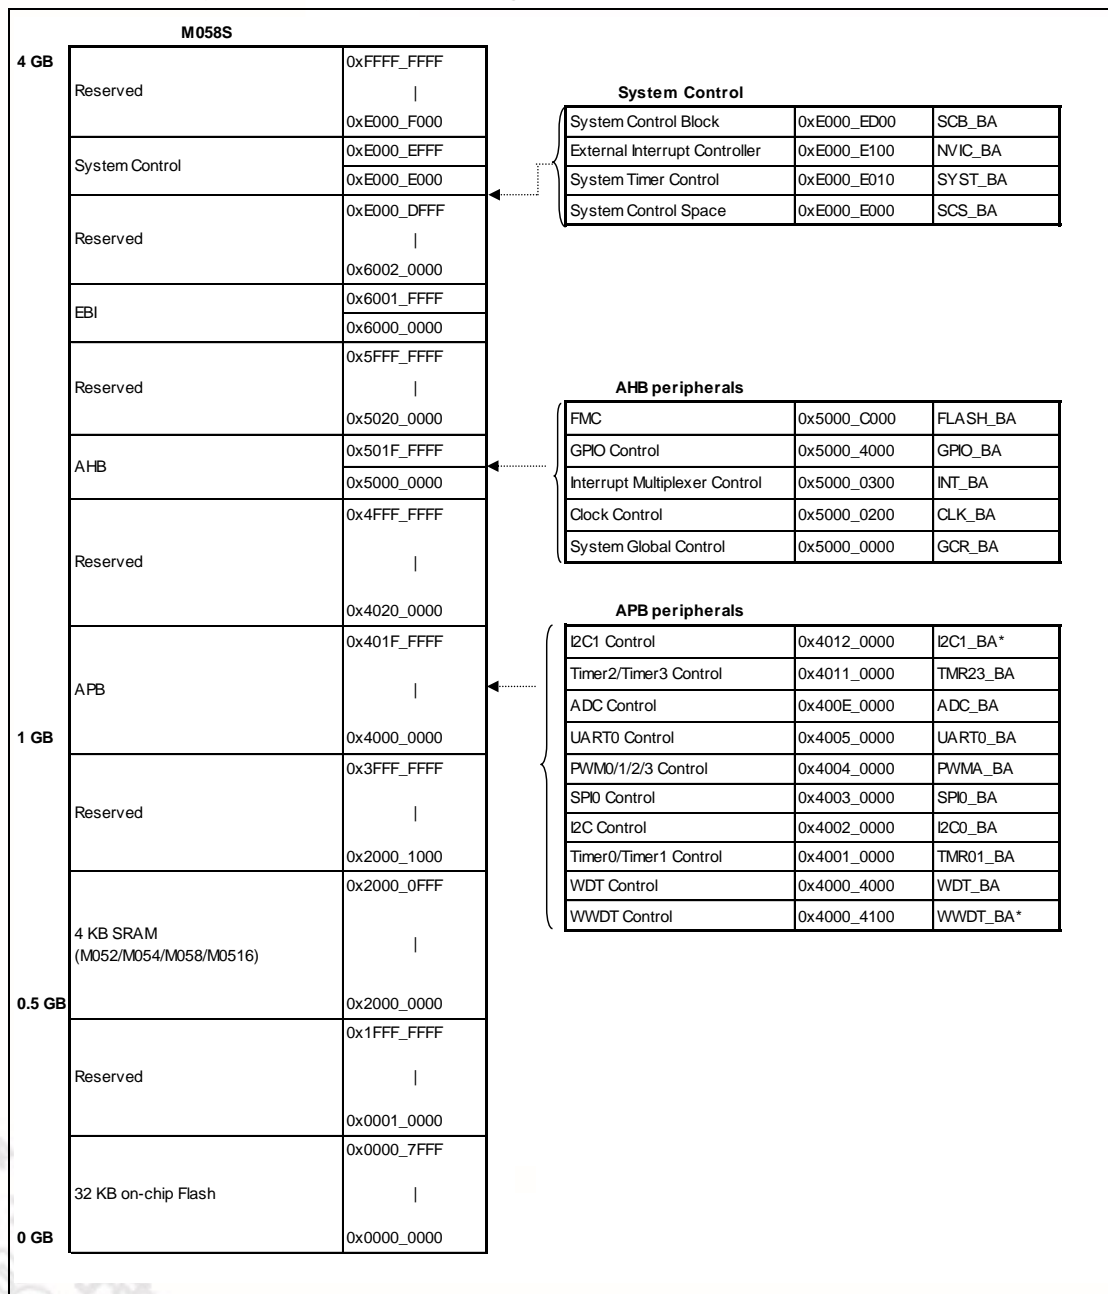 M058S
4 GB
Reserved
0xFFFF_FFFF
|
0xE000_F000
System Control
0xE000_EFFF
0xE000_E000
Reserved
0xE000_DFFF
|
0x6002_0000
EBI
0x6001_FFFF
0x6000_0000
Reserved
0x5FFF_FFFF
|
0x5020_0000
AHB
0x501F_FFFF
0x5000_0000
Reserved
0x4FFF_FFFF
|
0x4020_0000
APB
0x401F_FFFF
|
1 GB
0x4000_0000
Reserved
0x3FFF_FFFF
|
0x2000_1000
4 KB SRAM
(M052/M054/M058/M0516)
0x2000_0FFF
|
0.5 GB
0x2000_0000
Reserved
0x1FFF_FFFF
|
0x0001_0000
32 KB on-chip Flash
0x0000_7FFF
|
0 GB
0x0000_0000
System Control
System Control Block 0xE000_ED00 SCB_BA
External Interrupt Controller 0xE000_E100 NVIC_BA
System Timer Control 0xE000_E010 SYST_BA
System Control Space 0xE000_E000 SCS_BA
AHB peripherals
FMC 0x5000_C000 FLASH_BA
GPIO Control 0x5000_4000 GPIO_BA
Interrupt Multiplexer Control 0x5000_0300 INT_BA
Clock Control 0x5000_0200 CLK_BA
System Global Control 0x5000_0000 GCR_BA
APB peripherals
I2C1 Control 0x4012_0000 I2C1_BA*
Timer2/Timer3 Control 0x4011_0000 TMR23_BA
ADC Control 0x400E_0000 ADC_BA
UART0 Control 0x4005_0000 UART0_BA
PWM0/1/2/3 Control 0x4004_0000 PWMA_BA
SPI0 Control 0x4003_0000 SPI0_BA
I2C Control 0x4002_0000 I2C0_BA
Timer0/Timer1 Control 0x4001_0000 TMR01_BA
WDT Control 0x4000_4000 WDT_BA
WWDT Control 0x4000_4100 WWDT_BA*